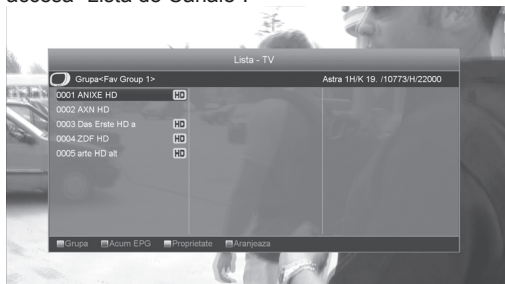 accesa "Lista de Canale".
Lista - TV
Grupa<Fav Group 1>
Astra 1H/K 19. /10773/H/22000
0001 ANIXE HD HD
0002 AXN HD
0003 Das Erste HD a HD
0004 ZDF HD HD
0005 arte HD alt HD
Grupa Acum EPG Proprietate Aranjeaza